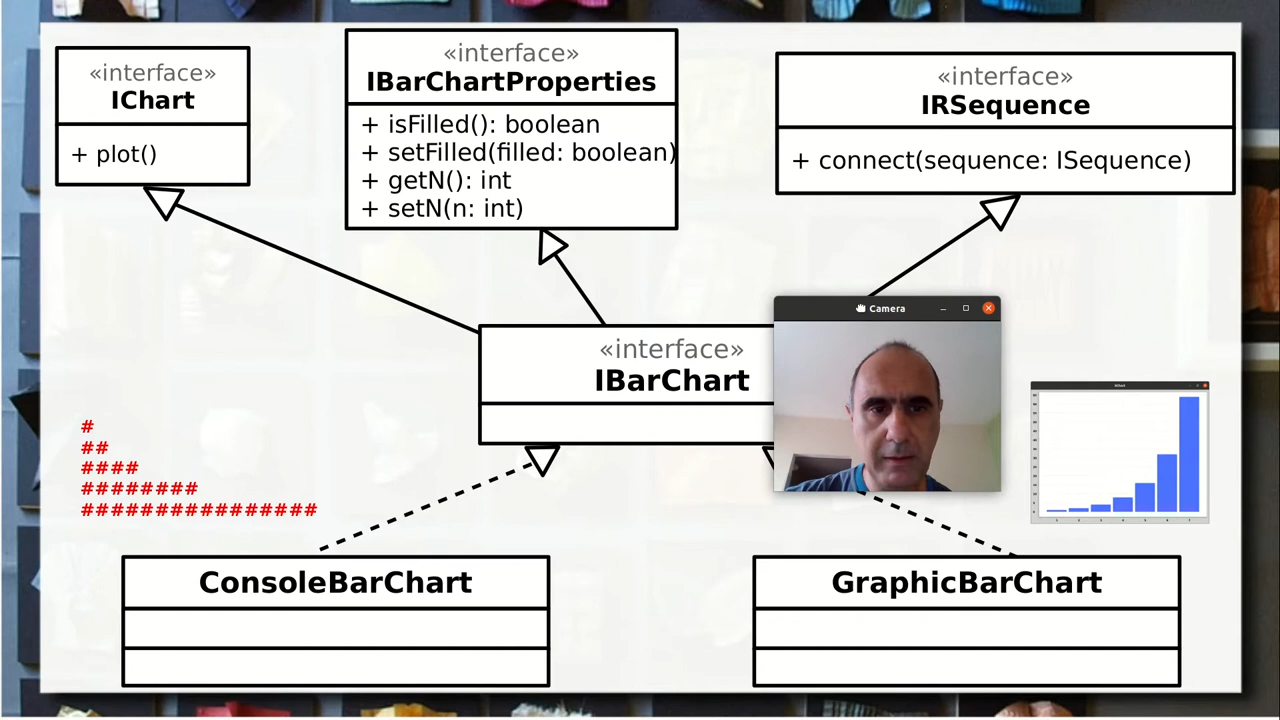 «interface»
IChart
+ plot()
«interface»
IBarChartProperties
+ isFilled(): boolean
+ setFilled(filled: boolean)
+ getN(): int
+ setN(n: int)
«interface»
IRSequence
+ connect(sequence: ISequence)
«interface»
IBarChart
Camera
#
##
####
########
################
ConsoleBarChart
GraphicBarChart